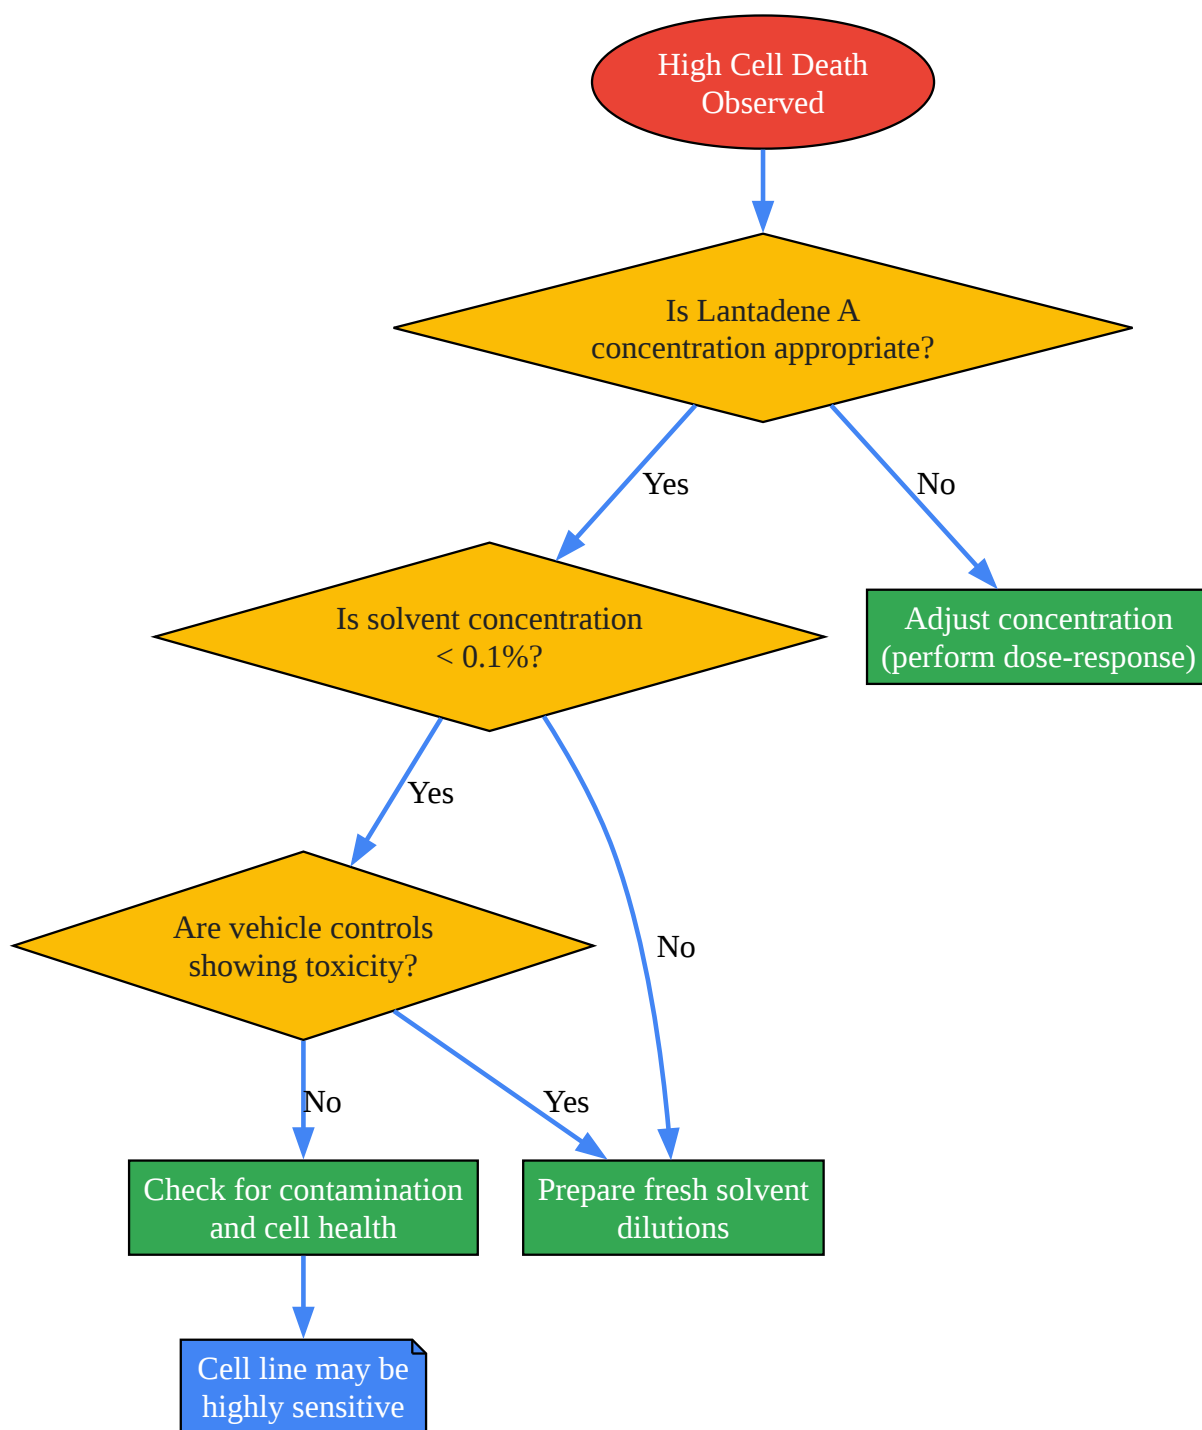 High Cell Death
Observed
Is Lantadene A
concentration appropriate?
Yes
No
Is solvent concentration
< 0.1%?
Adjust concentration
(perform dose-response)
Yes
No
Are vehicle controls
showing toxicity?
No
Yes
Check for contamination
and cell health
Prepare fresh solvent
dilutions
Cell line may be
highly sensitive